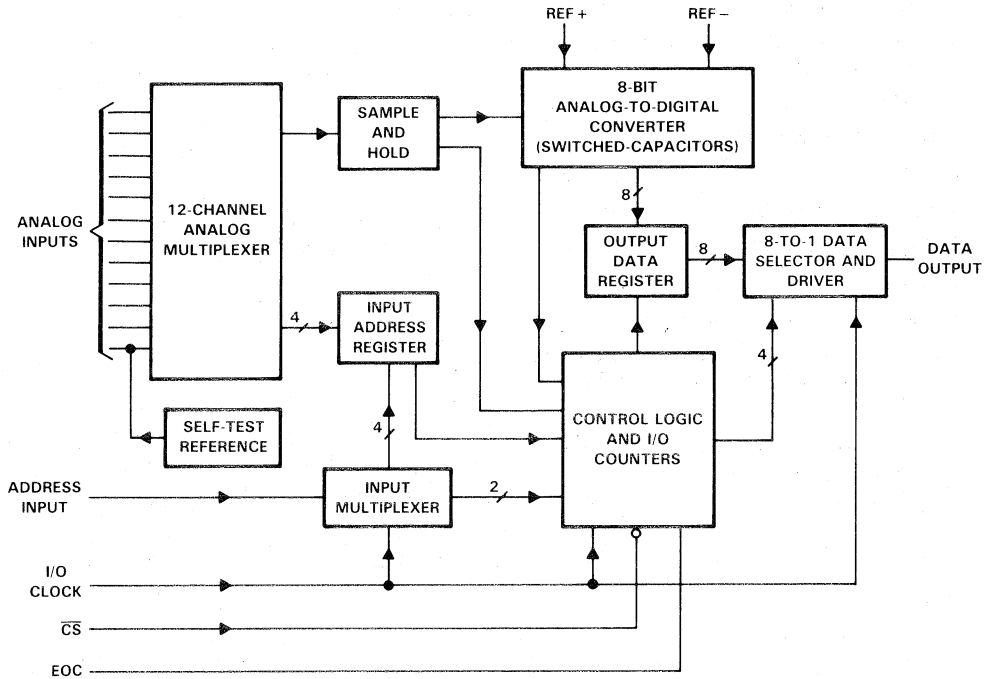 REF+
REF−
8-BIT
ANALOG-TO-DIGITAL
CONVERTER
(SWITCHED-CAPACITORS)
SAMPLE
AND
HOLD
12-CHANNEL
ANALOG
MULTIPLEXER
ANALOG
INPUTS
8
OUTPUT
DATA
REGISTER
8
8-TO-1 DATA
SELECTOR AND
DRIVER
DATA
OUTPUT
4
INPUT
ADDRESS
REGISTER
4
CONTROL LOGIC
AND I/O
COUNTERS
4
SELF-TEST
REFERENCE
ADDRESS
INPUT
INPUT
MULTIPLEXER
2
I/O
CLOCK
C̅S̅
EOC